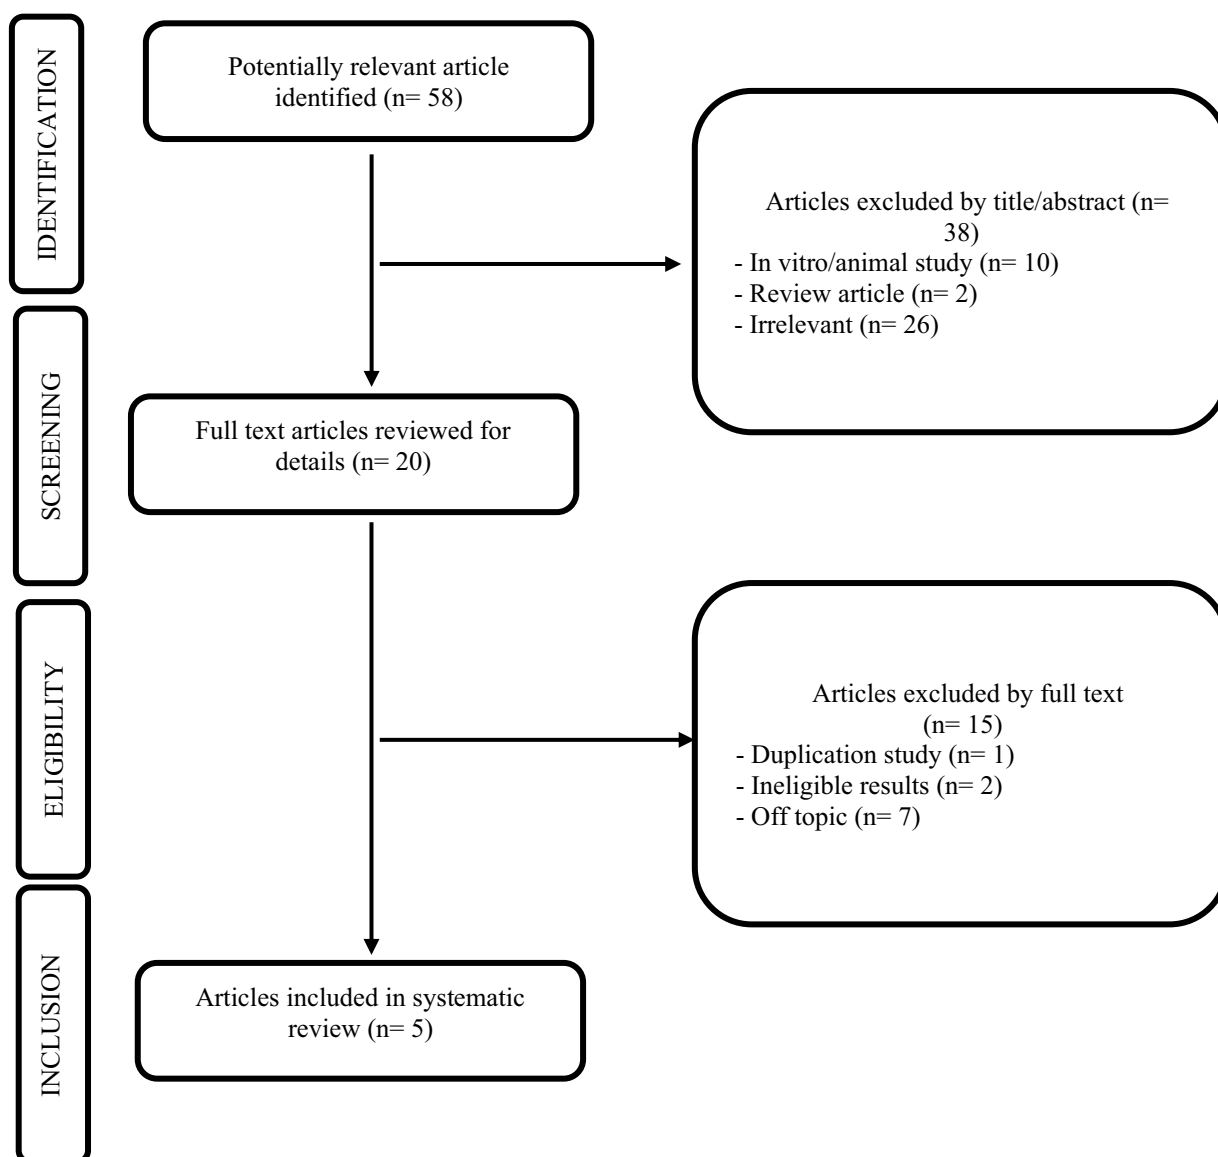 IDENTIFICATION
Potentially relevant article
identified (n= 58)
Articles excluded by title/abstract (n=
38)
- In vitro/animal study (n= 10)
- Review article (n= 2)
- Irrelevant (n= 26)
SCREENING
Full text articles reviewed for
details (n= 20)
ELIGIBILITY
Articles excluded by full text
(n= 15)
- Duplication study (n= 1)
- Ineligible results (n= 2)
- Off topic (n= 7)
INCLUSION
Articles included in systematic
review (n= 5)